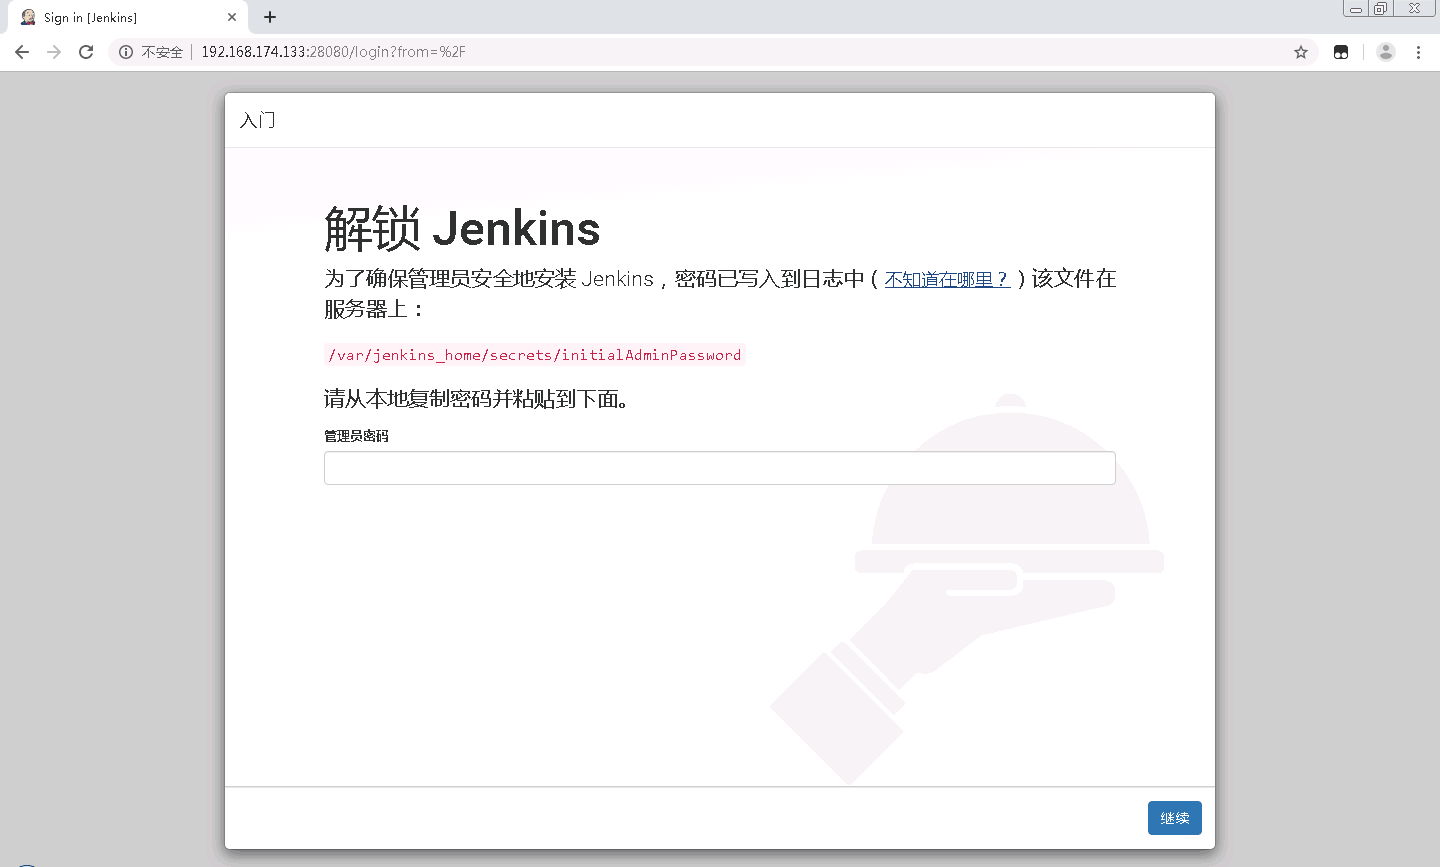 Sign in [Jenkins]
不安全 192.168.174.133:28080/login?from=%2F
入门
解锁 Jenkins
为了确保管理员安全地安装 Jenkins，密码已写入到日志中（不知道在哪里？）该文件在
服务器上：
/var/jenkins_home/secrets/initialAdminPassword
请从本地复制密码并粘贴到下面。
管理员密码
继续